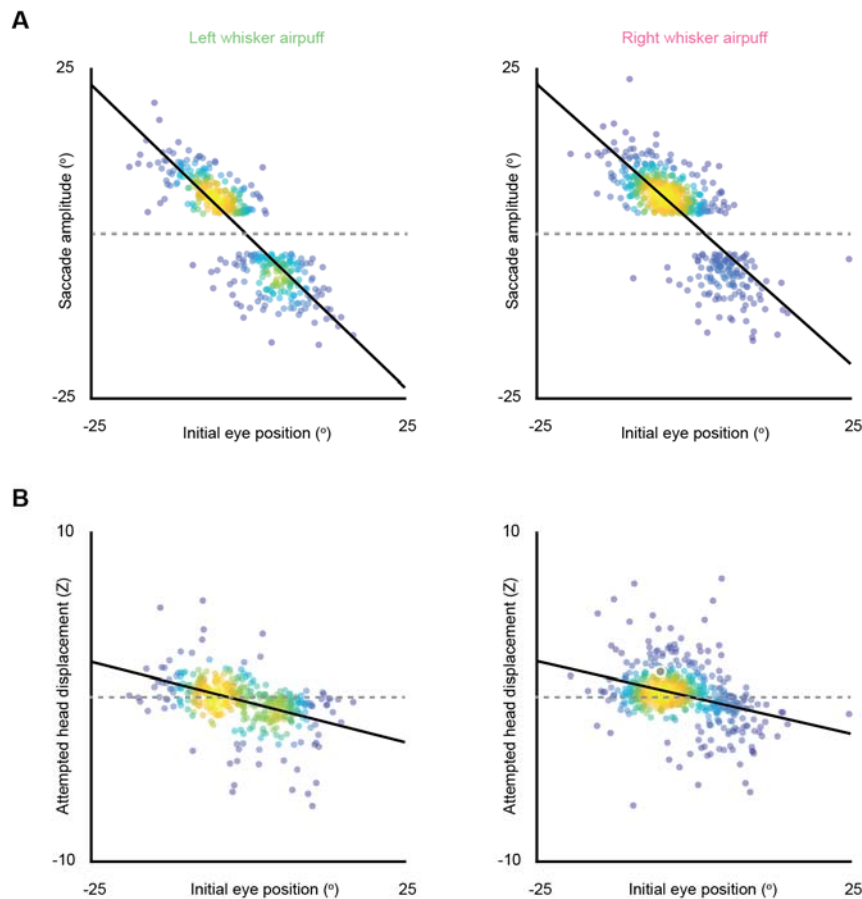 A
Left whisker airpuff
Right whisker airpuff
25
Saccade amplitude (º)
-25
-25
Initial eye position (º)
25
25
Saccade amplitude (º)
-25
-25
Initial eye position (º)
25
B
10
Attempted head displacement (Z)
-10
-25
Initial eye position (º)
25
10
Attempted head displacement (Z)
-10
-25
Initial eye position (º)
25